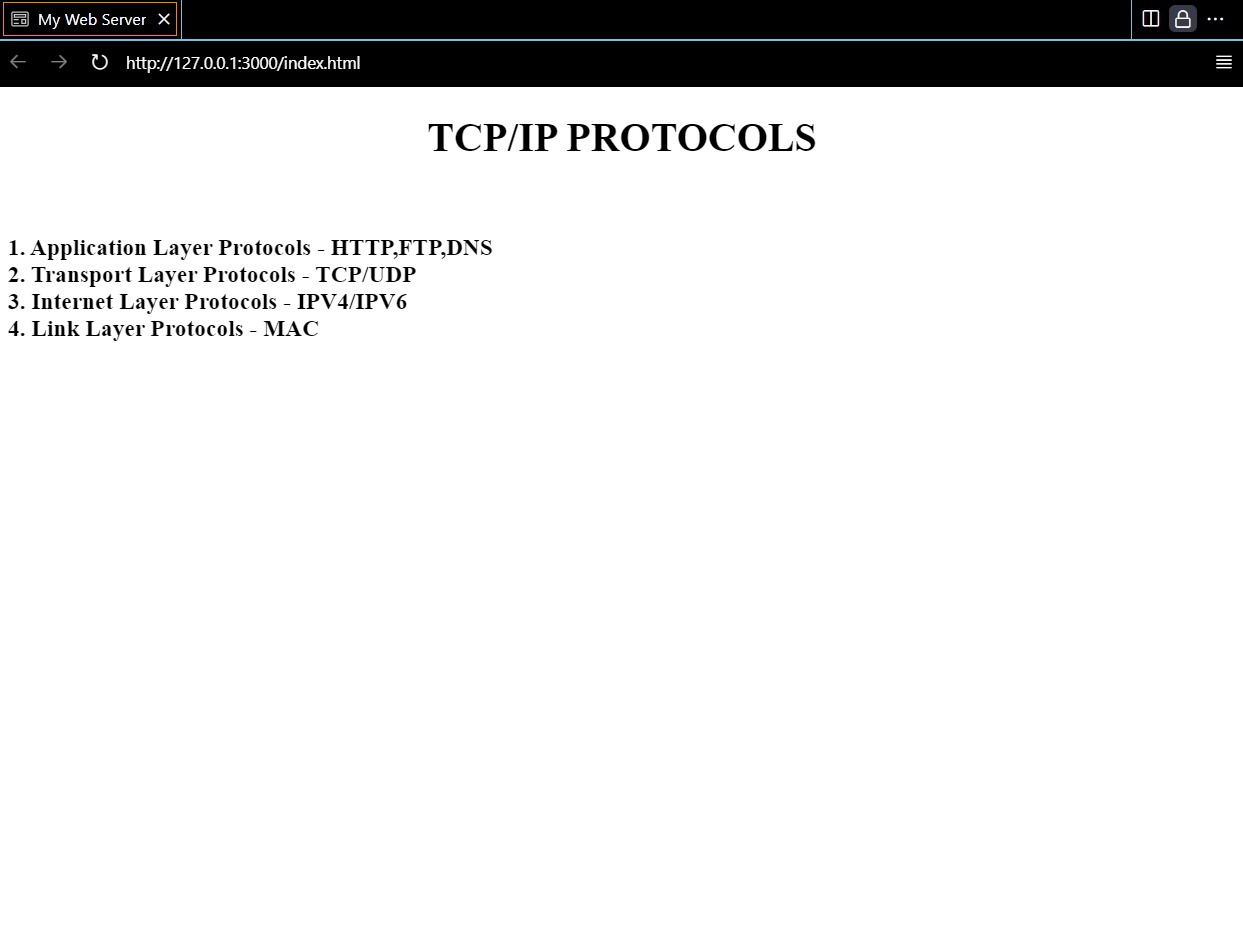 My Web Server
http://127.0.0.1:3000/index.html
TCP/IP PROTOCOLS
1. Application Layer Protocols - HTTP,FTP,DNS
2. Transport Layer Protocols - TCP/UDP
3. Internet Layer Protocols - IPV4/IPV6
4. Link Layer Protocols - MAC